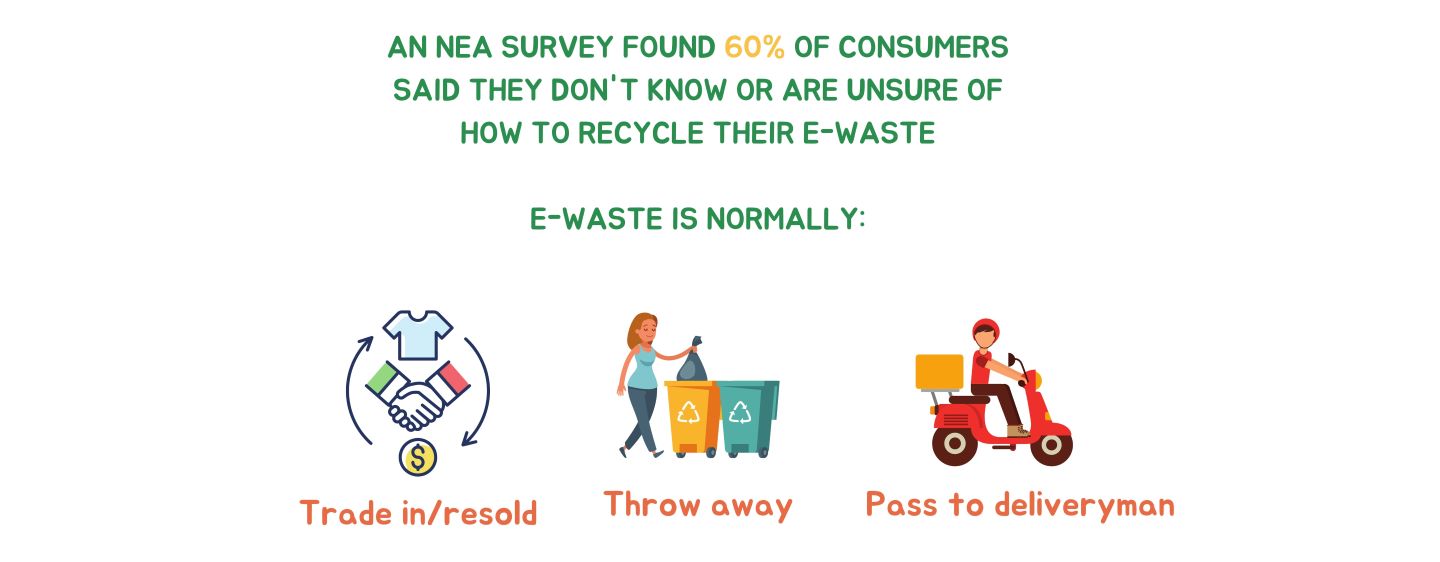 AN NEA SURVEY FOUND 60% OF CONSUMERS
SAID THEY DON'T KNOW OR ARE UNSURE OF
HOW TO RECYCLE THEIR E-WASTE
E-WASTE IS NORMALLY:
$
Trade in/resold
Throw away
Pass to deliveryman